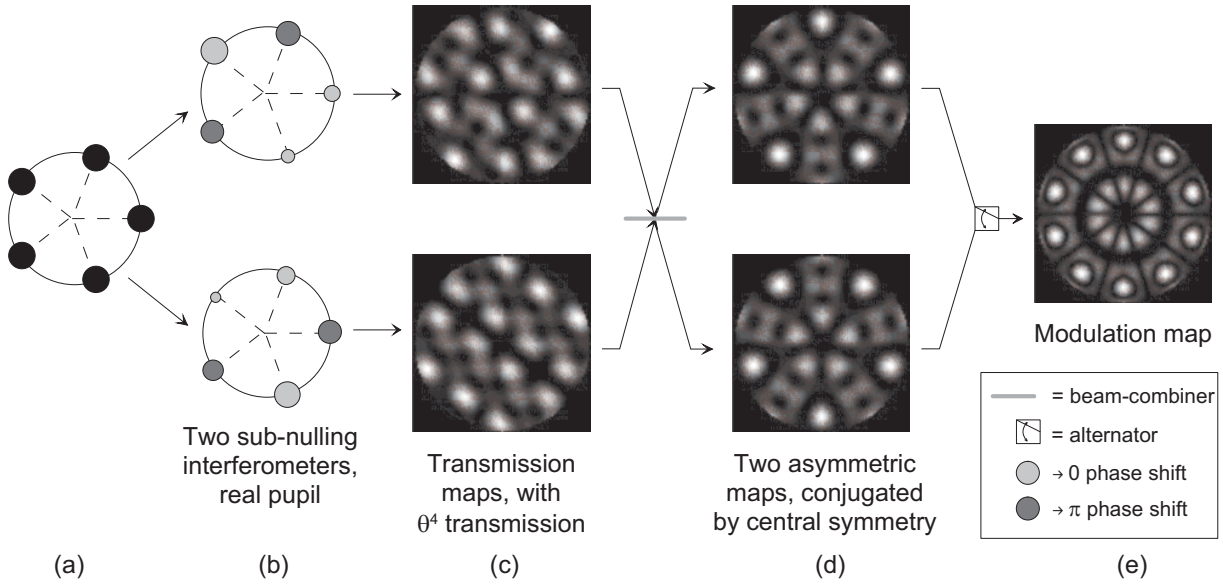 Two sub-nulling
interferometers,
real pupil
Transmission
maps, with
θ⁴ transmission
Two asymmetric
maps, conjugated
by central symmetry
Modulation map
= beam-combiner
= alternator
→ 0 phase shift
→ π phase shift
(a)
(b)
(c)
(d)
(e)